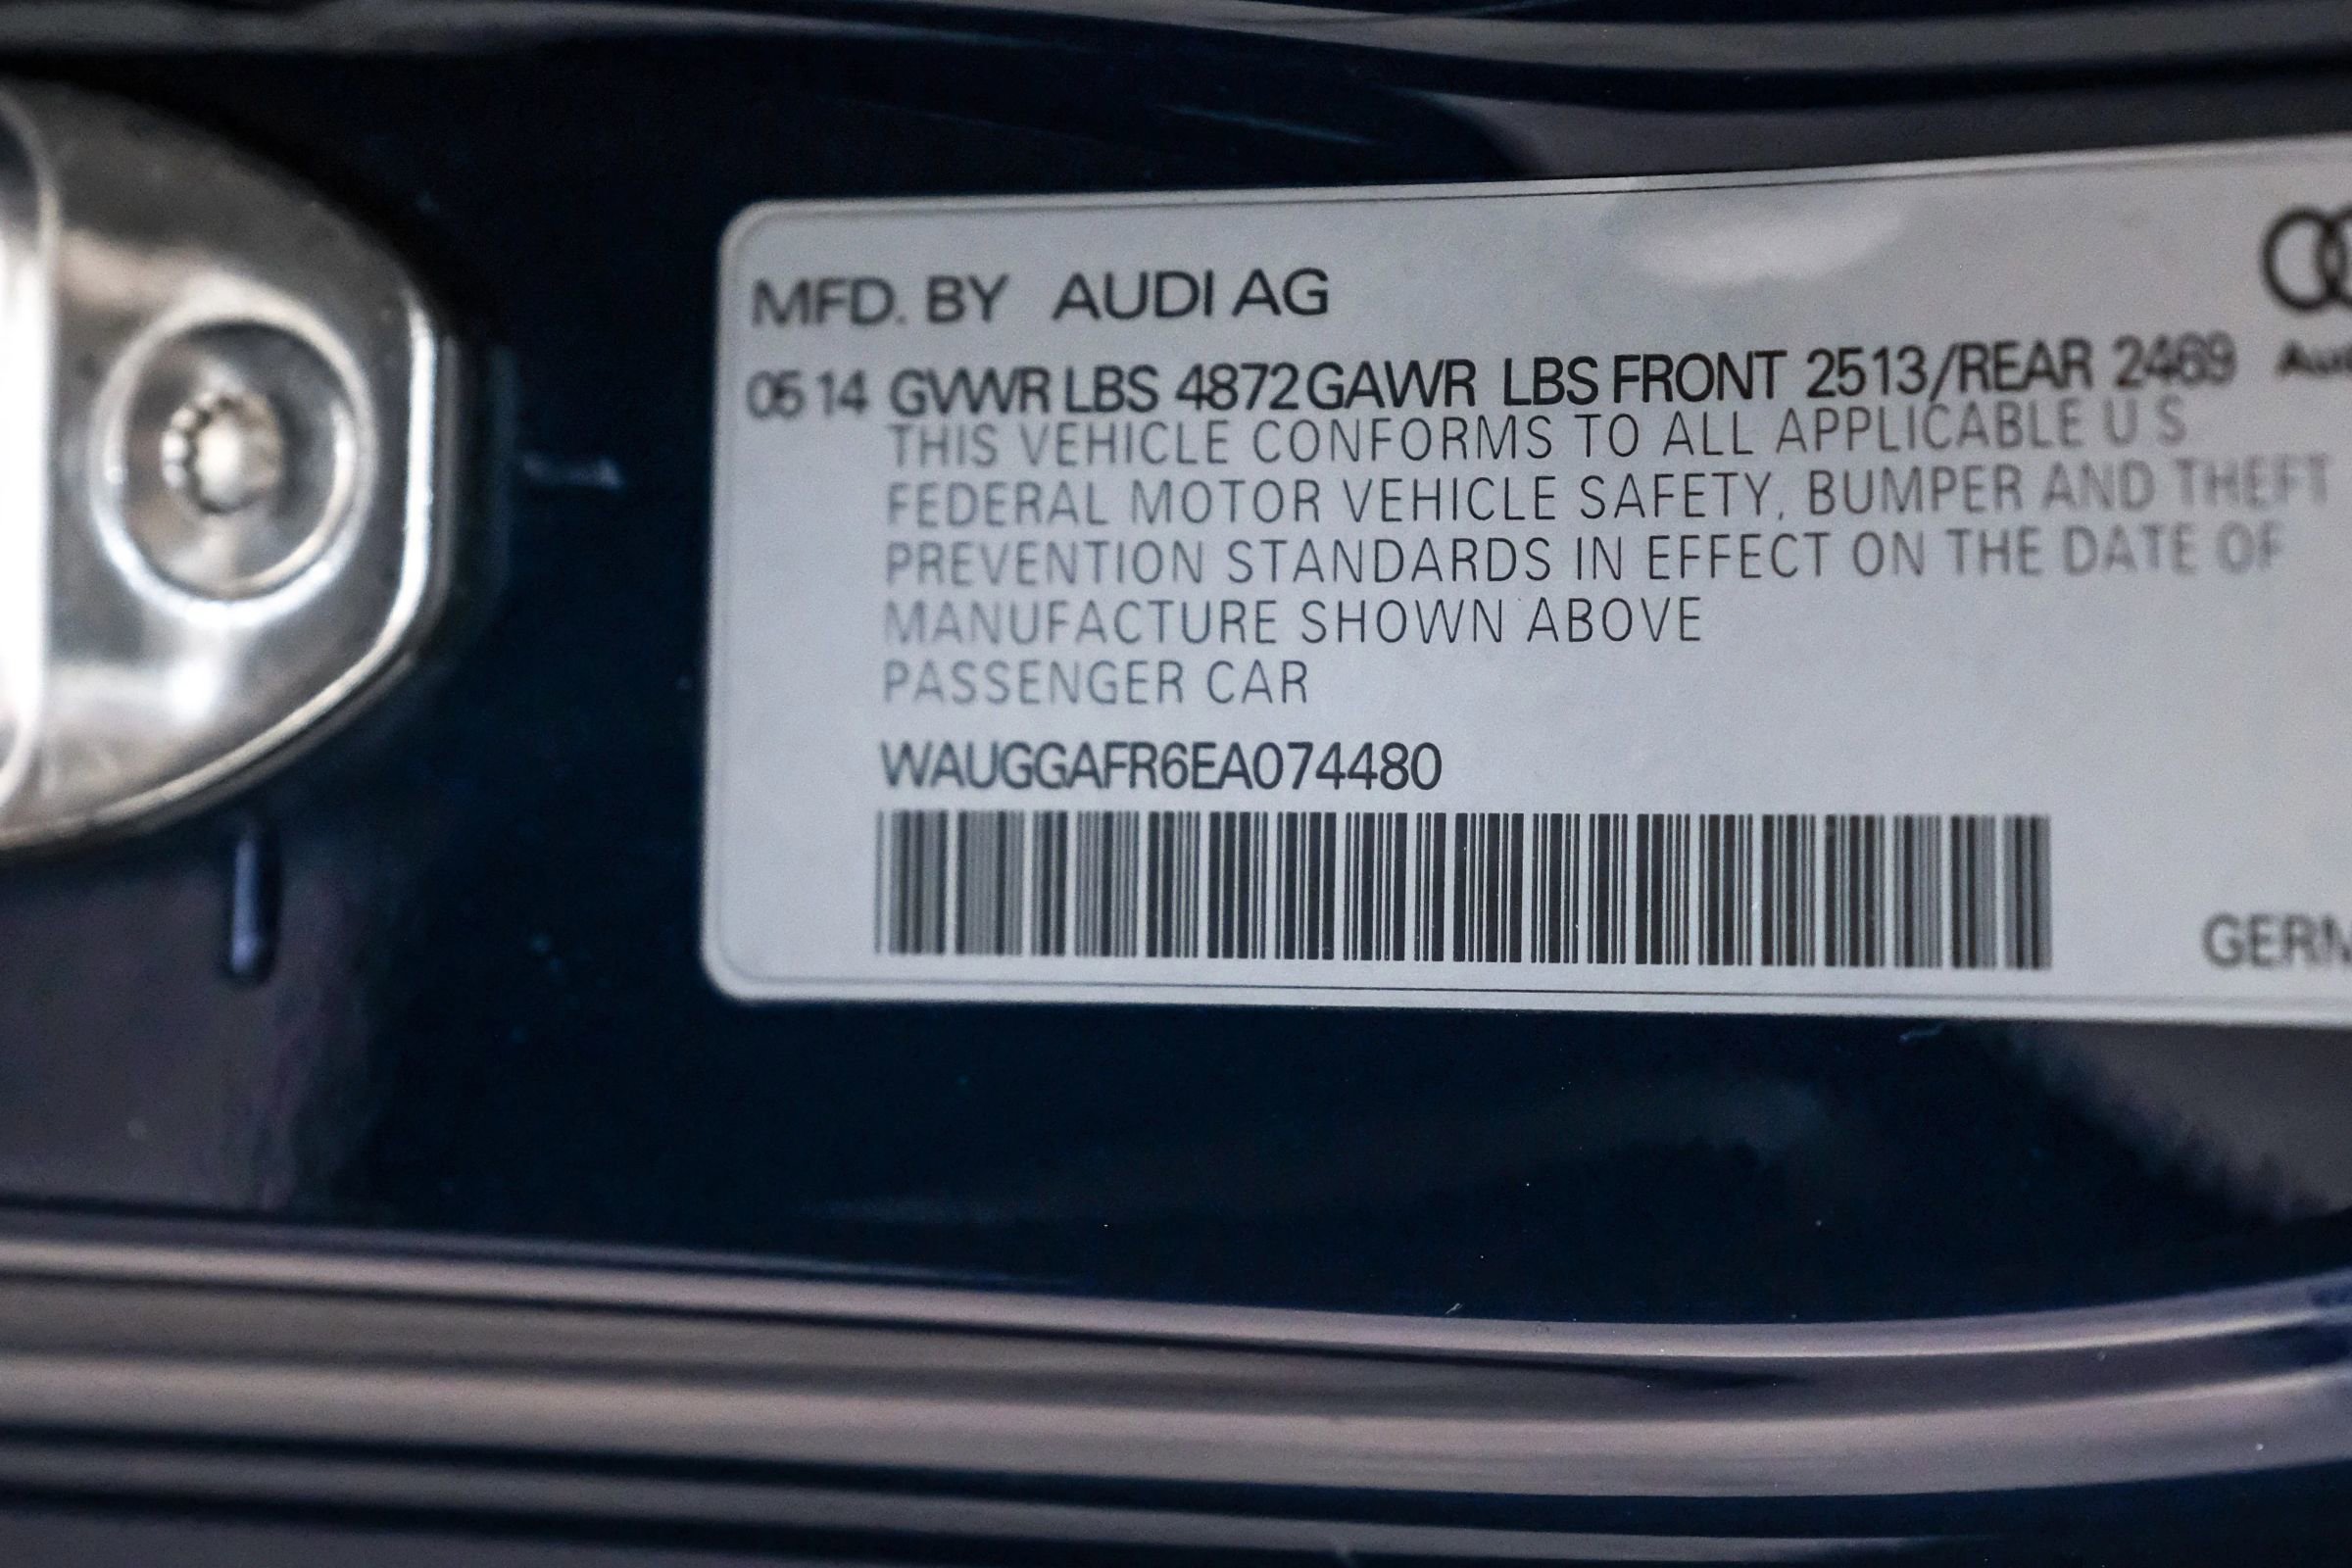 MFD. BY AUDI AG
05 14 GVWR LBS 4872 GAWR LBS FRONT 2513/REAR 2469
THIS VEHICLE CONFORMS TO ALL APPLICABLE U S
FEDERAL MOTOR VEHICLE SAFETY, BUMPER AND THEFT
PREVENTION STANDARDS IN EFFECT ON THE DATE OF
MANUFACTURE SHOWN ABOVE
PASSENGER CAR
WAUGGAFR6EA074480